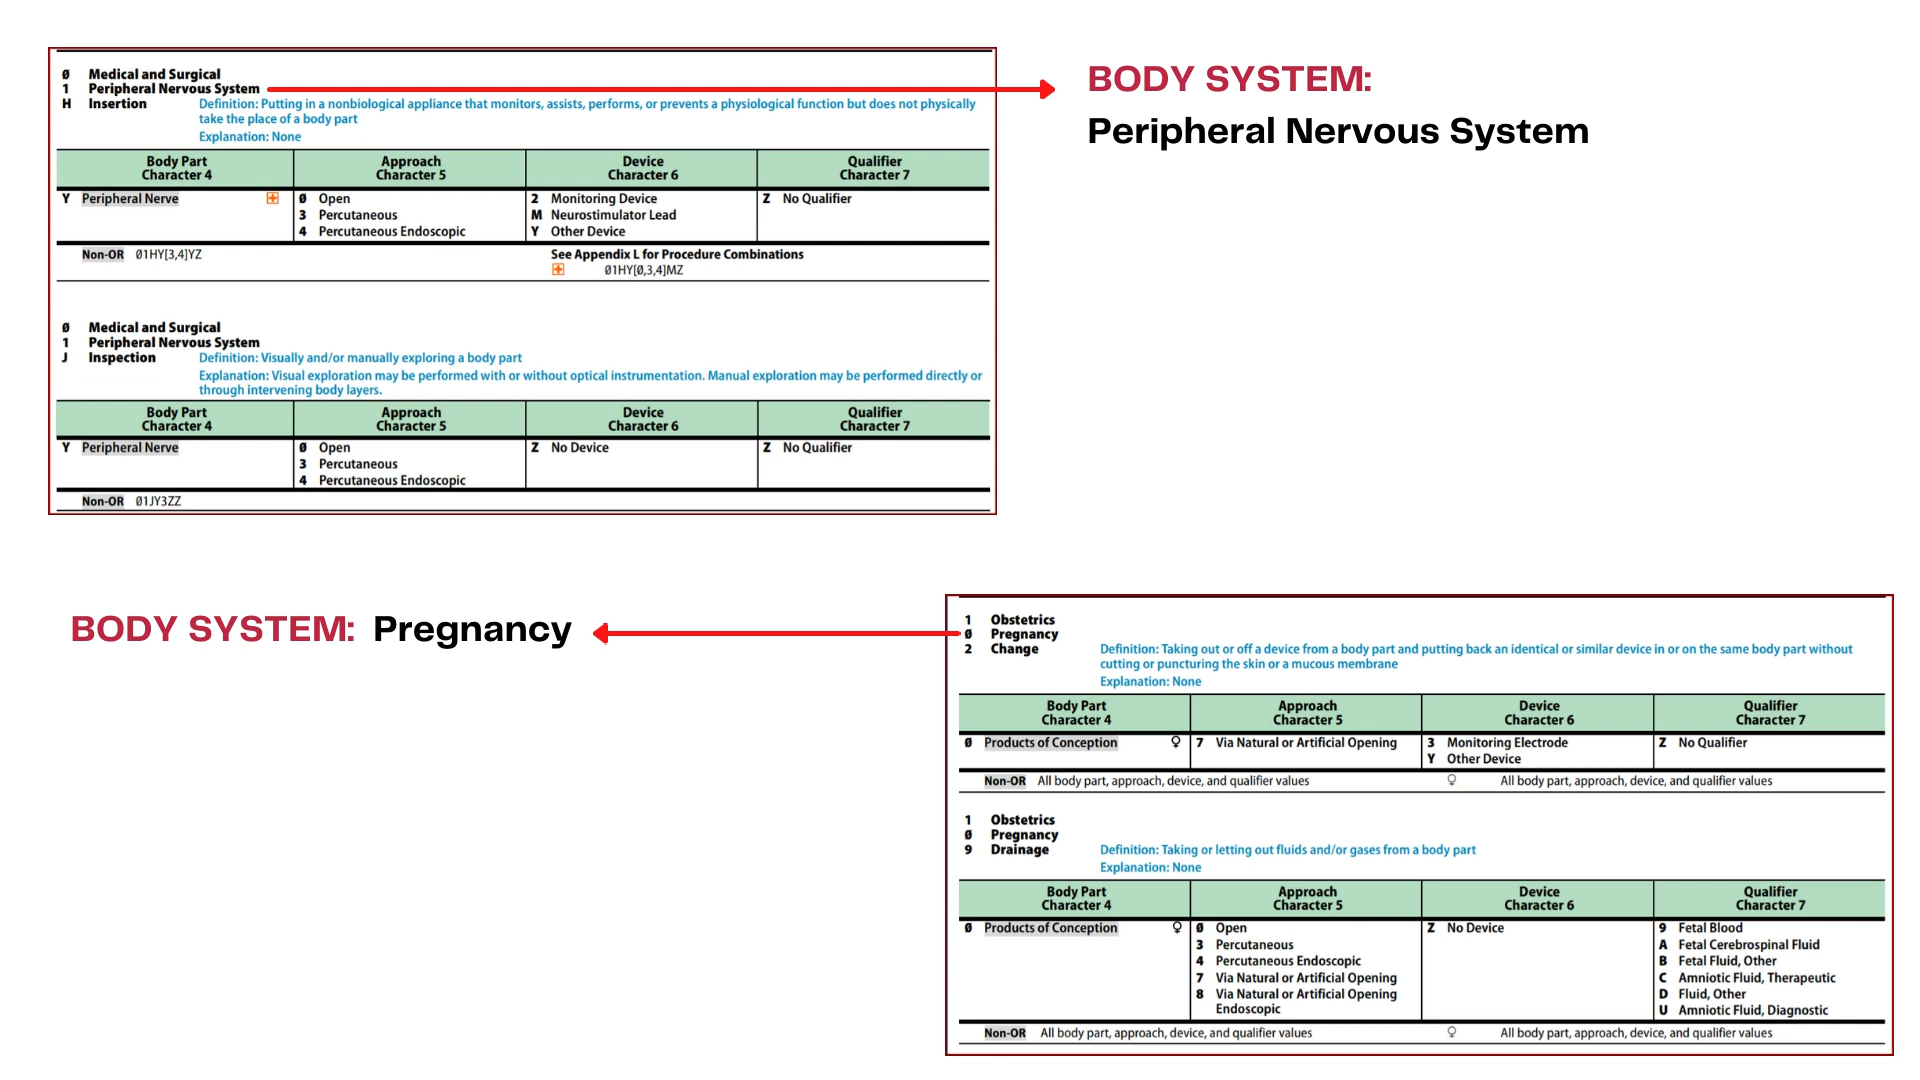 Ø Medical and Surgical
1 Peripheral Nervous System
H Insertion Definition: Putting in a nonbiological appliance that monitors, assists, performs, or prevents a physiological function but does not physically
take the place of a body part
Explanation: None
Body Part Character 4 Approach Character 5 Device Character 6 Qualifier Character 7
Y Peripheral Nerve Ø Open 2 Monitoring Device Z No Qualifier
3 Percutaneous M Neurostimulator Lead
4 Percutaneous Endoscopic Y Other Device
Non-OR Ø1HY[3,4]YZ See Appendix L for Procedure Combinations
Ø1HY[Ø,3,4]MZ
Ø Medical and Surgical
1 Peripheral Nervous System
J Inspection Definition: Visually and/or manually exploring a body part
Explanation: Visual exploration may be performed with or without optical instrumentation. Manual exploration may be performed directly or
through intervening body layers.
Body Part Character 4 Approach Character 5 Device Character 6 Qualifier Character 7
Y Peripheral Nerve Ø Open Z No Device Z No Qualifier
3 Percutaneous
4 Percutaneous Endoscopic
Non-OR Ø1JY3ZZ
BODY SYSTEM:
Peripheral Nervous System
BODY SYSTEM: Pregnancy
1 Obstetrics
Ø Pregnancy
2 Change Definition: Taking out or off a device from a body part and putting back an identical or similar device in or on the same body part without
cutting or puncturing the skin or a mucous membrane
Explanation: None
Body Part Character 4 Approach Character 5 Device Character 6 Qualifier Character 7
Ø Products of Conception ♀ 7 Via Natural or Artificial Opening 3 Monitoring Electrode Z No Qualifier
Y Other Device
Non-OR All body part, approach, device, and qualifier values ♀ All body part, approach, device, and qualifier values
1 Obstetrics
Ø Pregnancy
9 Drainage Definition: Taking or letting out fluids and/or gases from a body part
Explanation: None
Body Part Character 4 Approach Character 5 Device Character 6 Qualifier Character 7
Ø Products of Conception ♀ Ø Open Z No Device 9 Fetal Blood
3 Percutaneous A Fetal Cerebrospinal Fluid
4 Percutaneous Endoscopic B Fetal Fluid, Other
7 Via Natural or Artificial Opening C Amniotic Fluid, Therapeutic
8 Via Natural or Artificial Opening D Fluid, Other
Endoscopic U Amniotic Fluid, Diagnostic
Non-OR All body part, approach, device, and qualifier values ♀ All body part, approach, device, and qualifier values